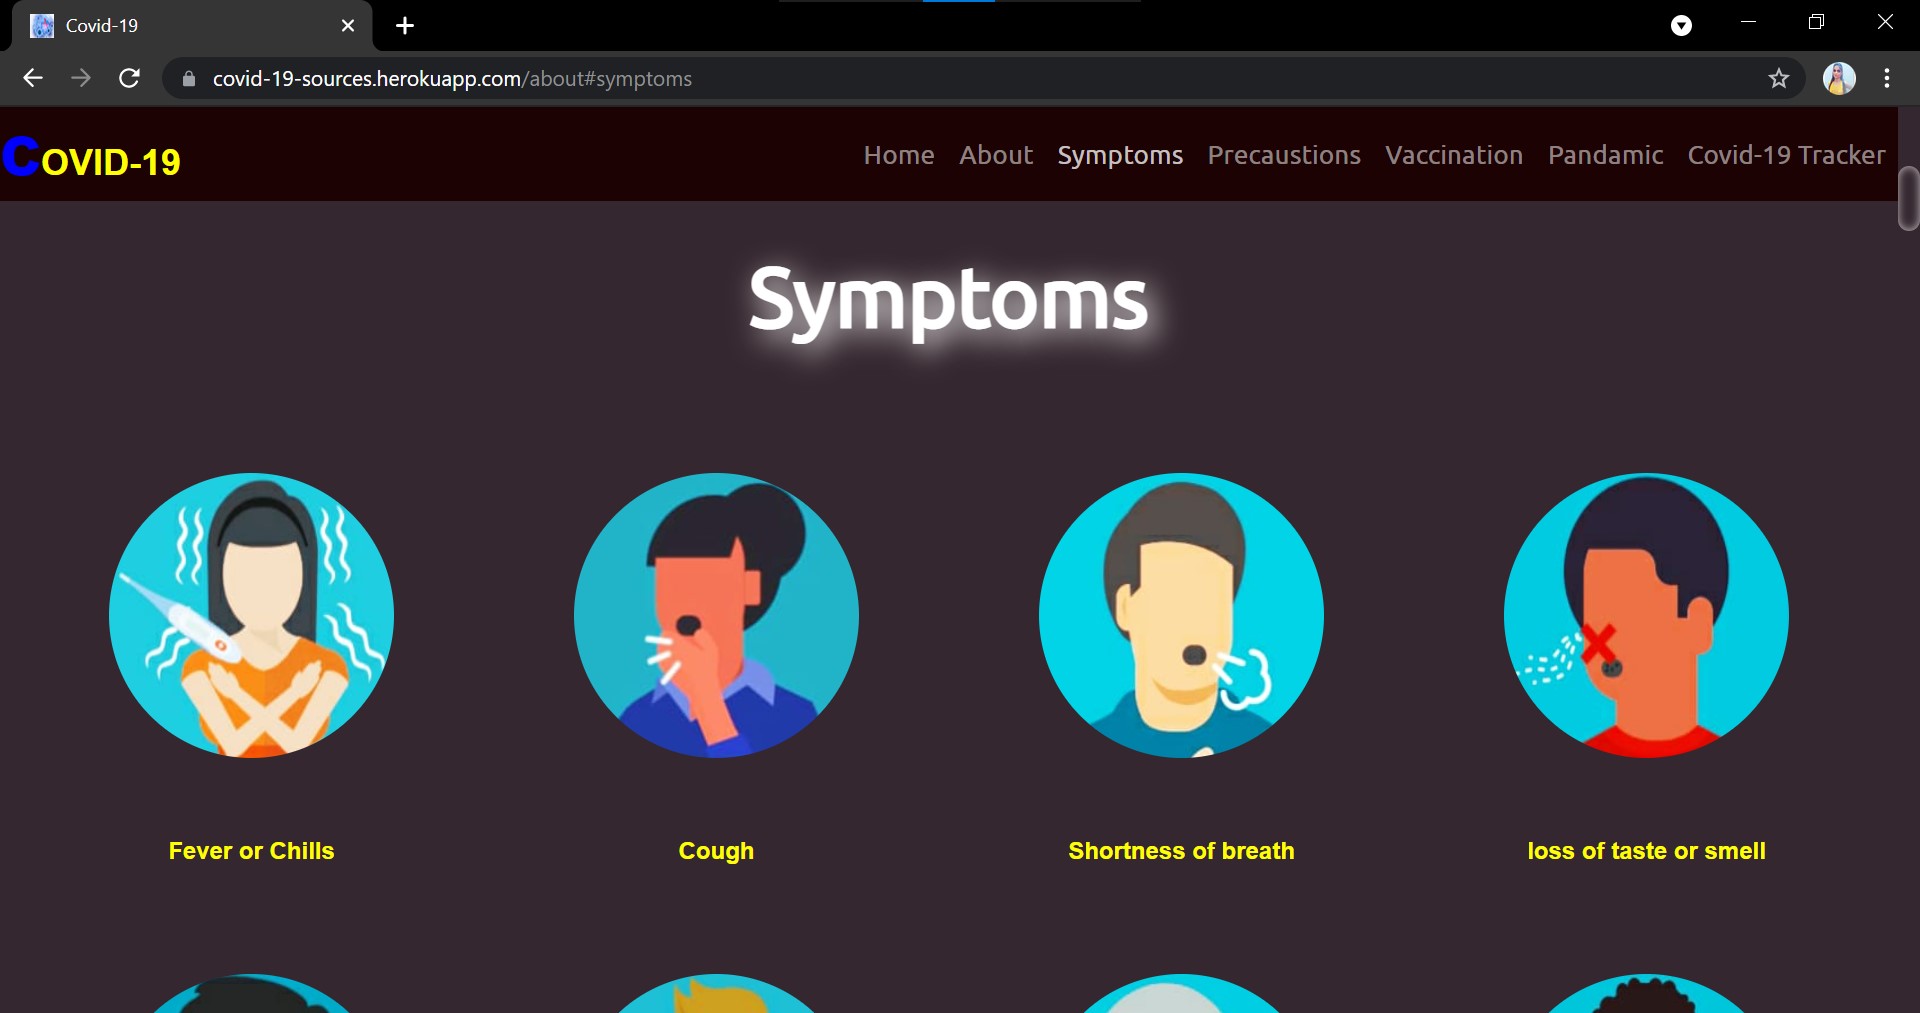 Covid-19
covid-19-sources.herokuapp.com/about#symptoms
COVID-19
Home About Symptoms Precaustions Vaccination Pandamic Covid-19 Tracker
Symptoms
Fever or Chills Cough Shortness of breath loss of taste or smell